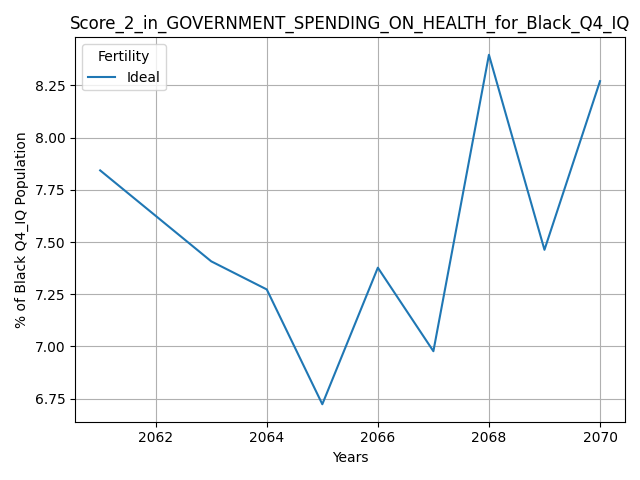 Score_2_in_GOVERNMENT_SPENDING_ON_HEALTH_for_Black_Q4_IQ
Fertility
Ideal
8.25
8.00
7.75
7.50
7.25
7.00
6.75
% of Black Q4_IQ Population
2062 2064 2066 2068 2070
Years